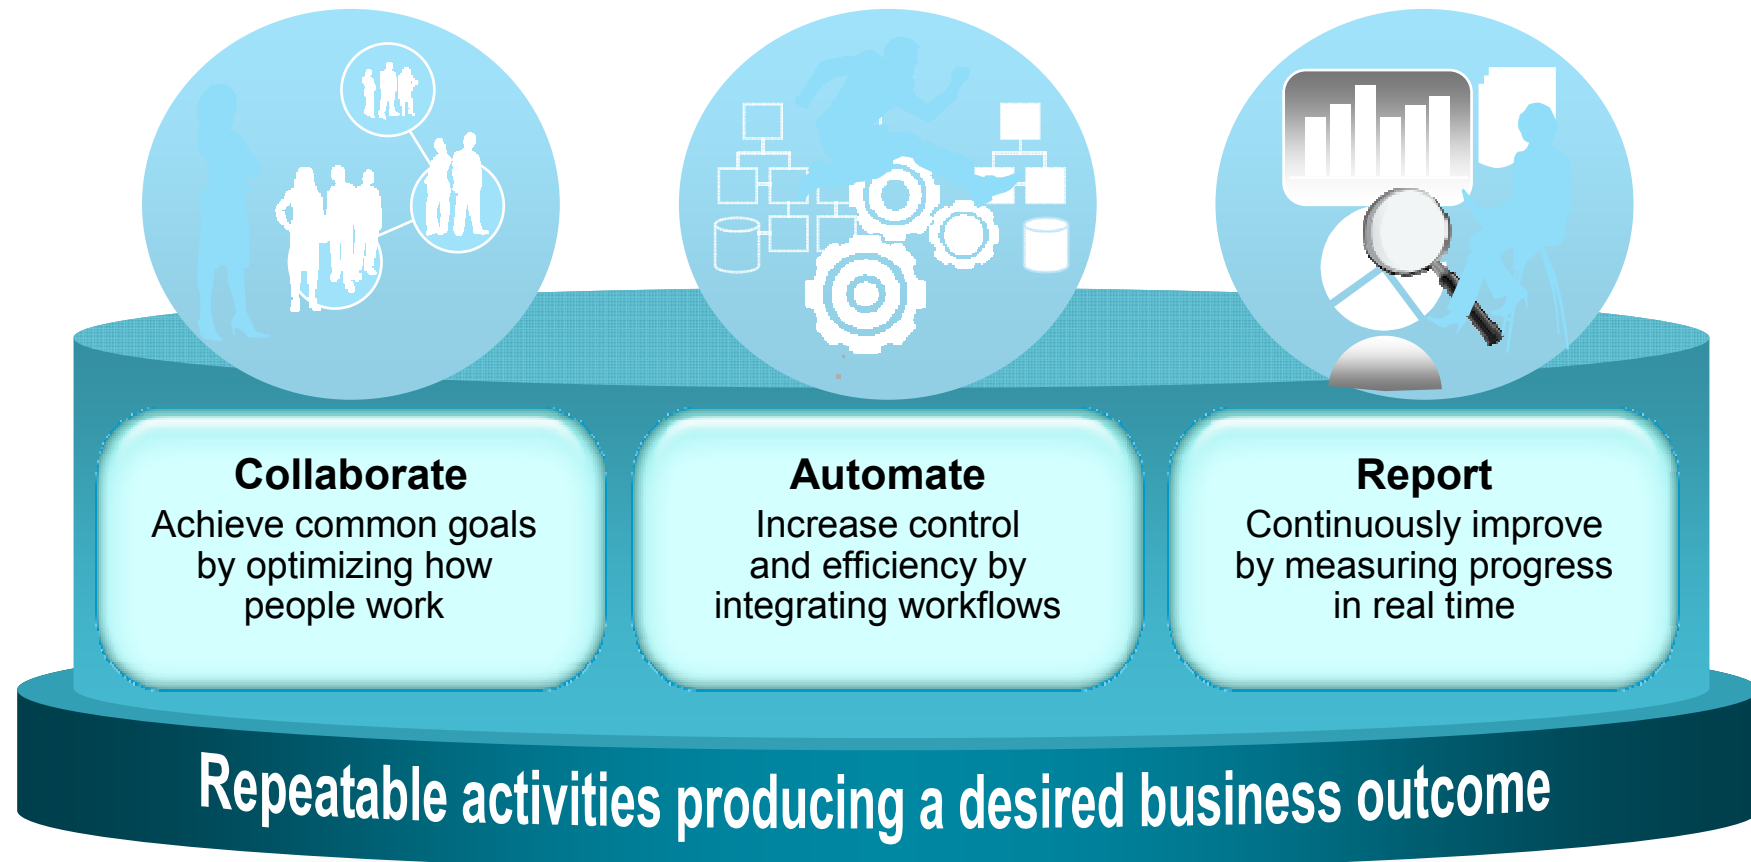 Collaborate
Achieve common goals
by optimizing how
people work
Automate
Increase control
and efficiency by
integrating workflows
Report
Continuously improve
by measuring progress
in real time
Repeatable activities producing a desired business outcome